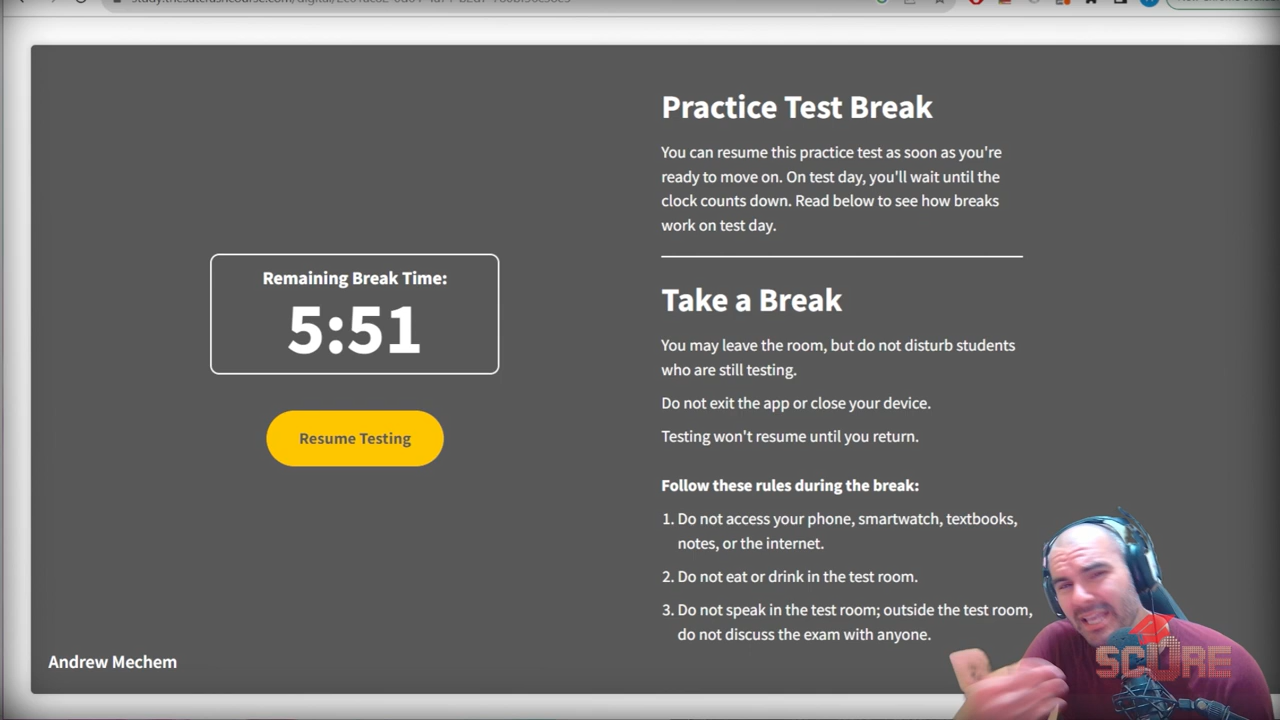 Practice Test Break
You can resume this practice test as soon as you're
ready to move on. On test day, you'll wait until the
clock counts down. Read below to see how breaks
work on test day.
Remaining Break Time:
5:51
Resume Testing
Take a Break
You may leave the room, but do not disturb students
who are still testing.
Do not exit the app or close your device.
Testing won't resume until you return.
Follow these rules during the break:
1. Do not access your phone, smartwatch, textbooks,
notes, or the internet.
2. Do not eat or drink in the test room.
3. Do not speak in the test room; outside the test room,
do not discuss the exam with anyone.
Andrew Mechem